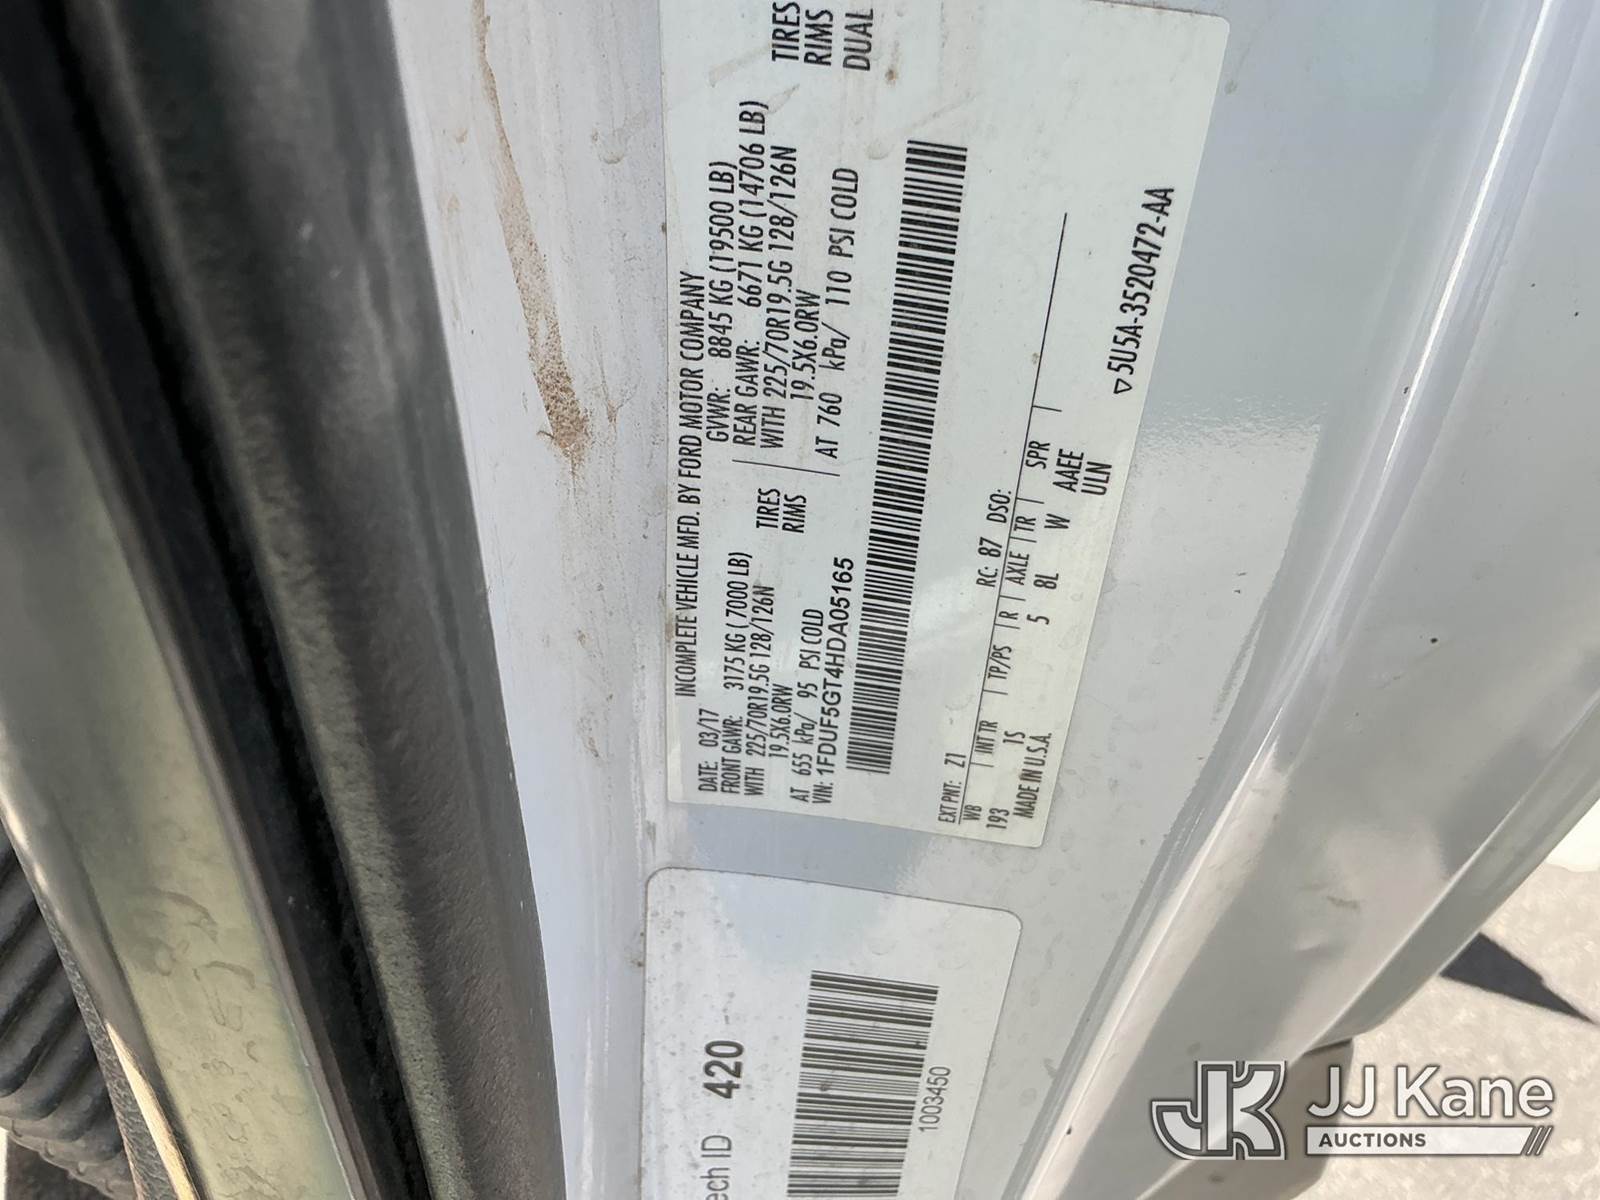 INCOMPLETE VEHICLE MFD. BY FORD MOTOR COMPANY
DATE: 03/17 GVWR: 8845 KG (19500 LB)
FRONT GAWR: 3175 KG ( 7000 LB) REAR GAWR: 6671 KG (14706 LB)
WITH 225/70R19.5G 128/126N TIRES WITH 225/70R19.5G 128/126N TIRES
19.5X6.0RW RIMS 19.5X6.0RW RIMS
AT 655 kPa/ 95 PSI COLD AT 760 kPa/ 110 PSI COLD DUAL
VIN: 1FDUF5GT4HDA05165
EXT PNT: Z1 RC: 87 DSO:
WB INT TR TP/PS R AXLE TR SPR
193 1S 5 8L W AAEE
MADE IN U.S.A. ULN
▽5U5A-3520472-AA
ech ID 420
1003450
JK JJ Kane
AUCTIONS